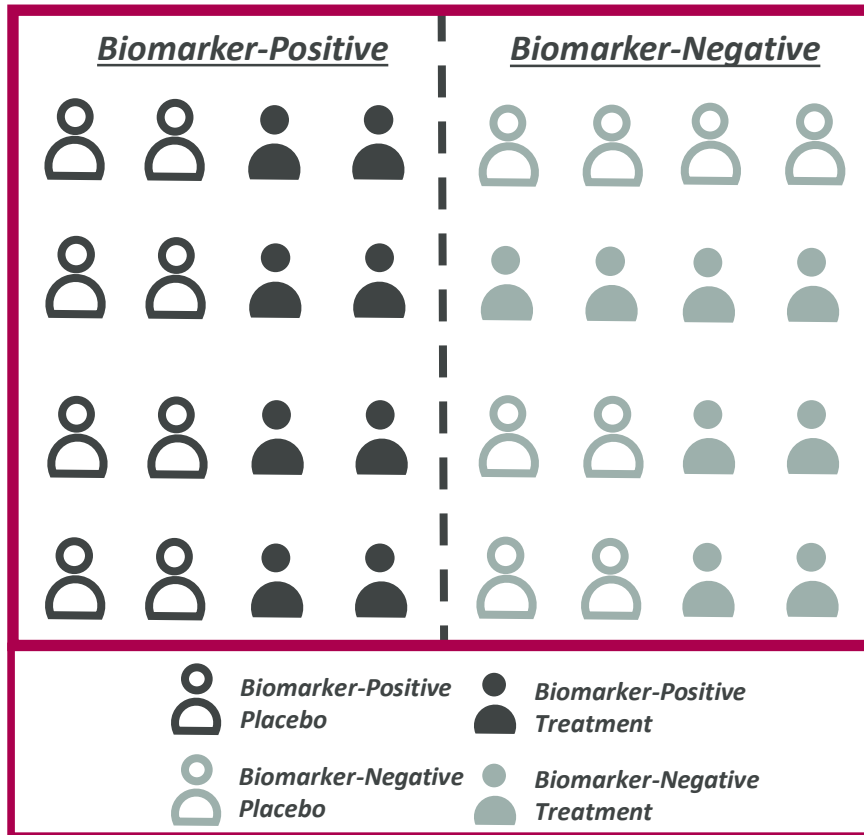 Biomarker-Positive
Biomarker-Negative
Biomarker-Positive
Placebo
Biomarker-Positive
Treatment
Biomarker-Negative
Placebo
Biomarker-Negative
Treatment